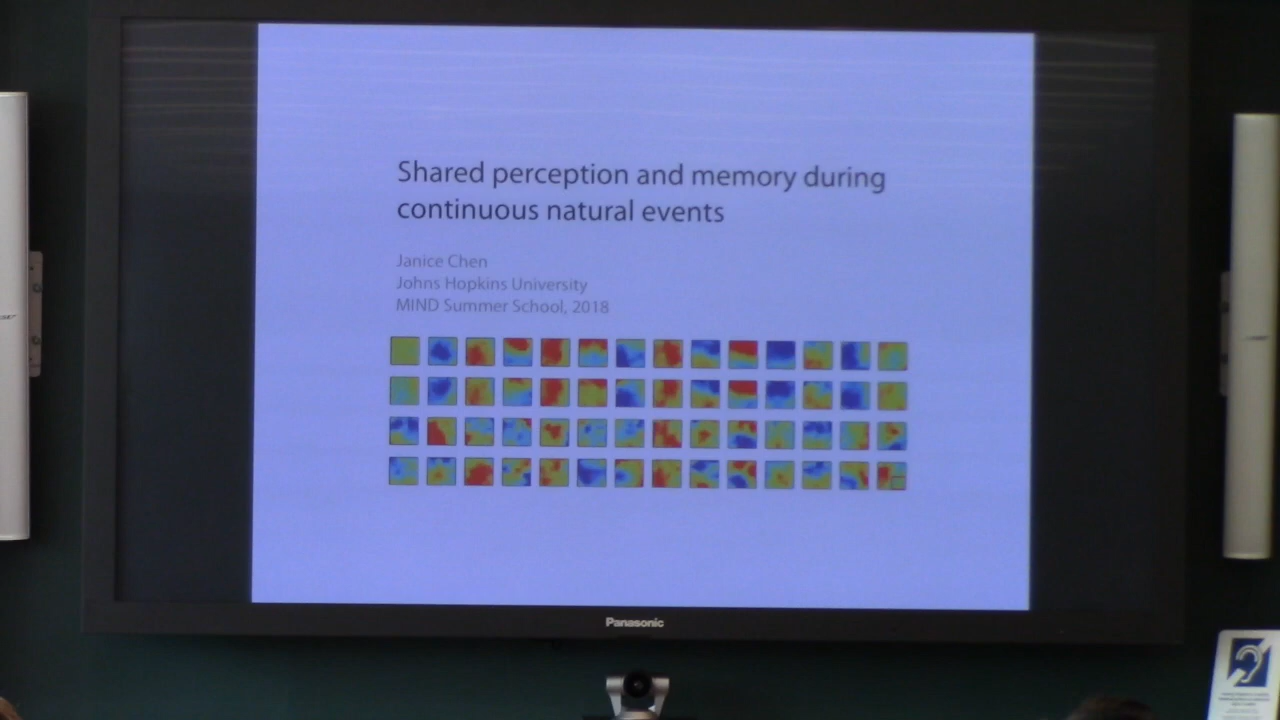 Shared perception and memory during
continuous natural events
Janice Chen
Johns Hopkins University
MIND Summer School, 2018
Panasonic